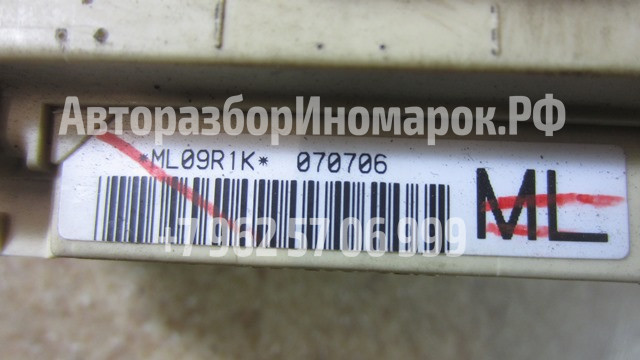 АвторазборИномарок.РФ
*ML09R1K* 070706
ML
+7 962 57 06 999